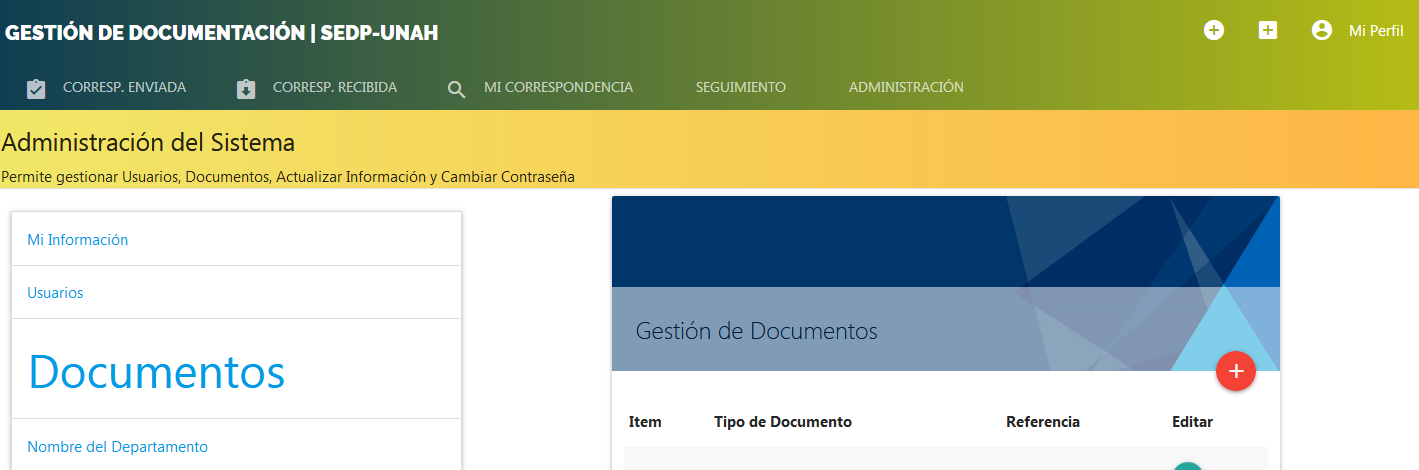 GESTIÓN DE DOCUMENTACIÓN | SEDP-UNAH
Mi Perfil
CORRESP. ENVIADA CORRESP. RECIBIDA MI CORRESPONDENCIA SEGUIMIENTO ADMINISTRACIÓN
Administración del Sistema
Permite gestionar Usuarios, Documentos, Actualizar Información y Cambiar Contraseña
Mi Información
Usuarios
Documentos
Nombre del Departamento
Gestión de Documentos
Item Tipo de Documento Referencia Editar